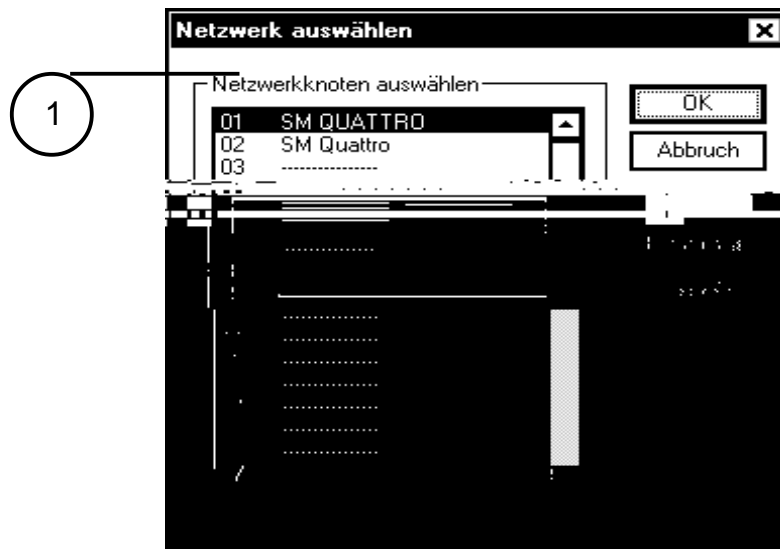 Netzwerk auswählen
1
Netzwerkknoten auswählen
OK
01 SM QUATTRO
02 SM Quattro
Abbruch
03 ---------------